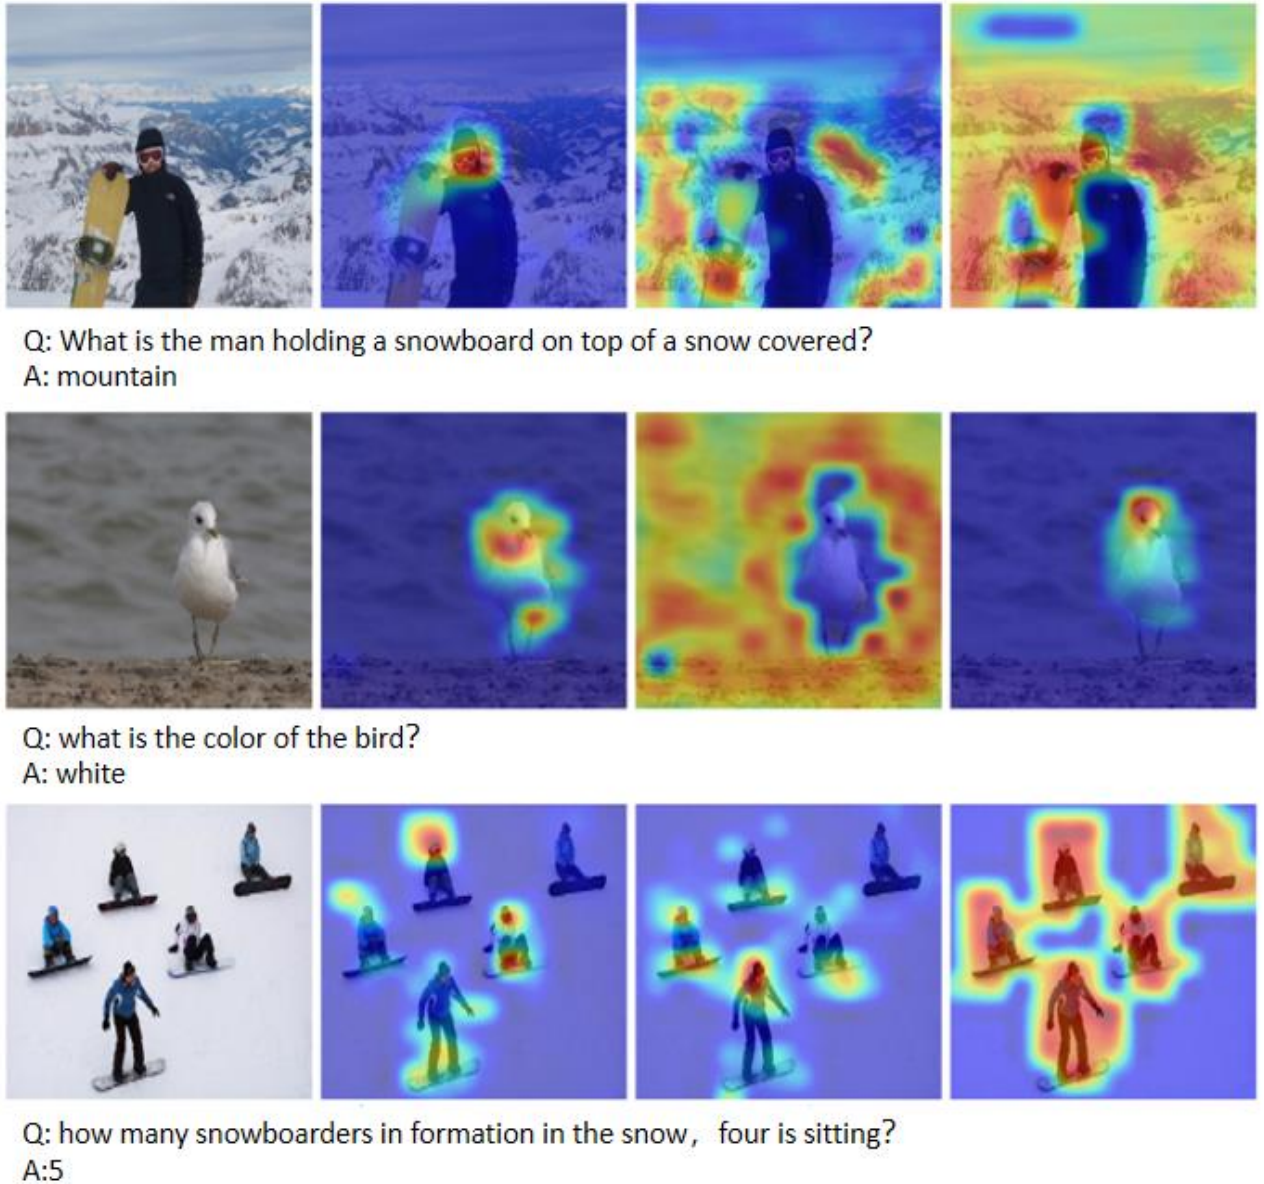 Q: What is the man holding a snowboard on top of a snow covered?
A: mountain
Q: what is the color of the bird?
A: white
Q: how many snowboarders in formation in the snow，four is sitting?
A:5